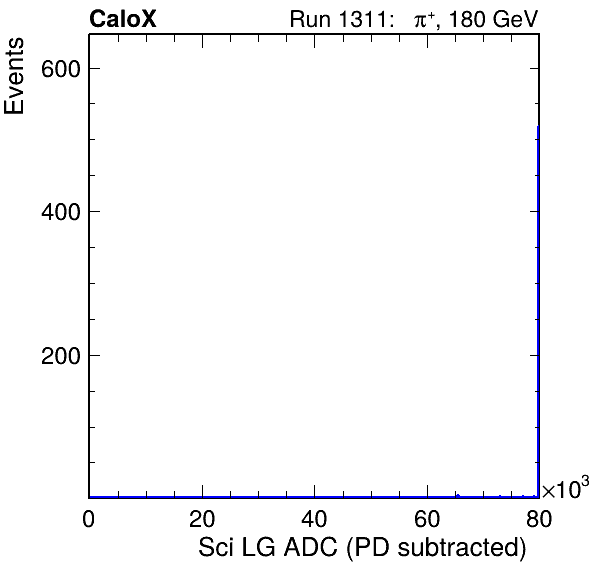 CaloX Run 1311: π⁺, 180 GeV
Events
600
400
200
0 20 40 60 80
×10³
Sci LG ADC (PD subtracted)